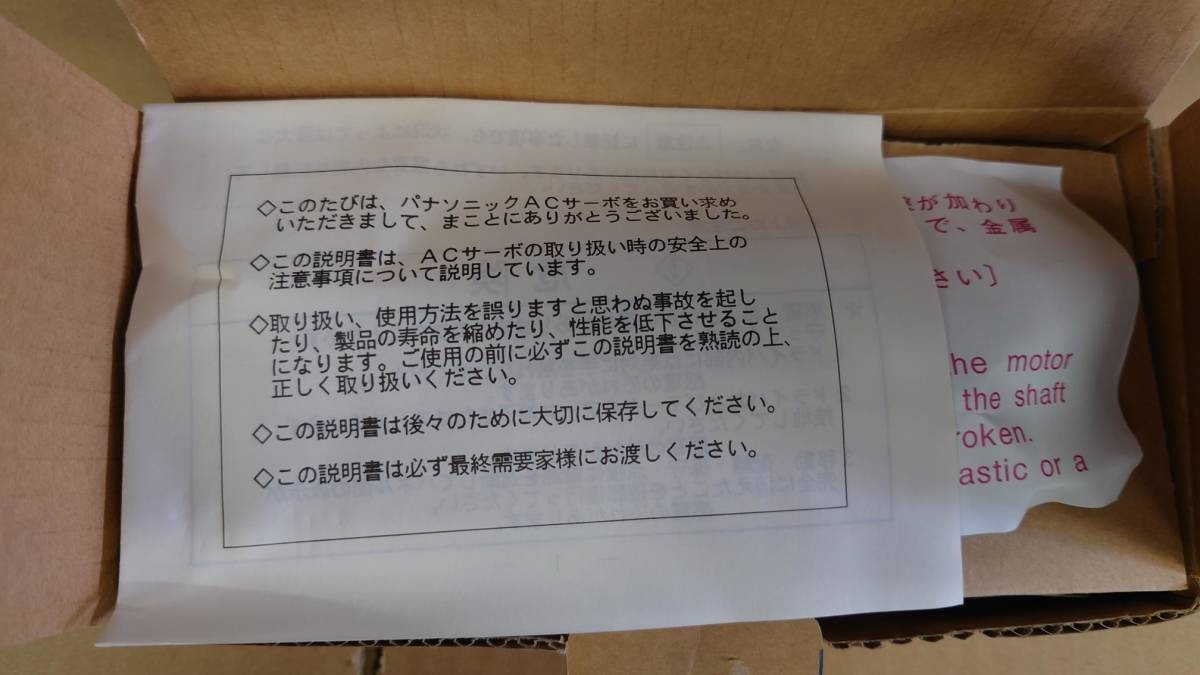 ◇このたびは、パナソニックＡＣサーボをお買い求め
いただきまして、まことにありがとうございました。
◇この説明書は、ＡＣサーボの取り扱い時の安全上の
注意事項について説明しています。
◇取り扱い、使用方法を誤りますと思わぬ事故を起し
たり、製品の寿命を縮めたり、性能を低下させること
になります。ご使用の前に必ずこの説明書を熟読の上、
正しく取り扱いください。
◇この説明書は後々のために大切に保存してください。
◇この説明書は必ず最終需要家様にお渡しください。
が加わり
で、金属
さい］
he motor
the shaft
roken.
astic or a